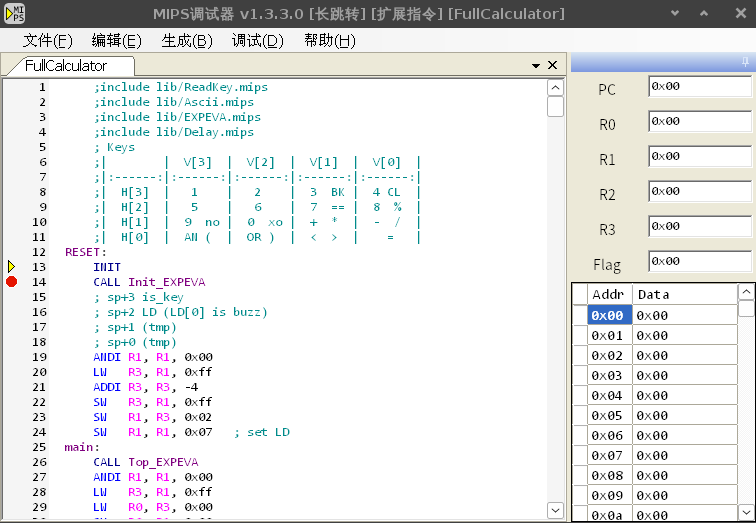 MIPS调试器 v1.3.3.0 [长跳转] [扩展指令] [FullCalculator]
文件(F) 编辑(E) 生成(B) 调试(D) 帮助(H)
FullCalculator
1 ;include lib/ReadKey.mips
2 ;include lib/Ascii.mips
3 ;include lib/EXPEVA.mips
4 ;include lib/Delay.mips
5 ; Keys
6 ;| | V[3] | V[2] | V[1] | V[0] |
7 ;|:------:|:------:|:------:|:------:|:------:|
8 ;| H[3] | 1 | 2 | 3 BK | 4 CL |
9 ;| H[2] | 5 | 6 | 7 == | 8 % |
10 ;| H[1] | 9 no | 0 xo | + * | - / |
11 ;| H[0] | AN ( | OR ) | < > | = |
12 RESET:
13 INIT
14 CALL Init_EXPEVA
15 ; sp+3 is_key
16 ; sp+2 LD (LD[0] is buzz)
17 ; sp+1 (tmp)
18 ; sp+0 (tmp)
19 ANDI R1, R1, 0x00
20 LW R3, R1, 0xff
21 ADDI R3, R3, -4
22 SW R3, R1, 0xff
23 SW R1, R3, 0x02
24 SW R1, R1, 0x07 ; set LD
25 main:
26 CALL Top_EXPEVA
27 ANDI R1, R1, 0x00
28 LW R3, R1, 0xff
29 LW R0, R3, 0x00
PC 0x00
R0 0x00
R1 0x00
R2 0x00
R3 0x00
Flag 0x00
Addr Data
0x00 0x00
0x01 0x00
0x02 0x00
0x03 0x00
0x04 0x00
0x05 0x00
0x06 0x00
0x07 0x00
0x08 0x00
0x09 0x00
0x0a 0x00